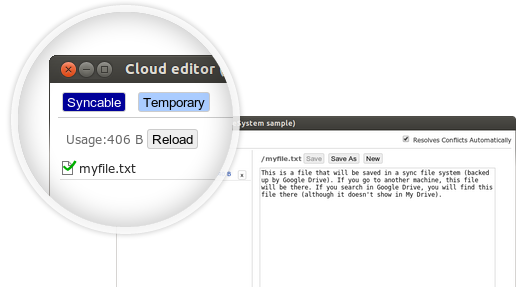 Cloud editor (
System sample)
Syncable Temporary
Resolves Conflicts Automatically
Usage:406 B Reload
/myfile.txt Save Save As New
myfile.txt
B x
This is a file that will be saved in a sync file system (backed
up by Google Drive). If you go to another machine, this file
will be there. If you search in Google Drive, you will find this
file there (although it doesn't show in My Drive).